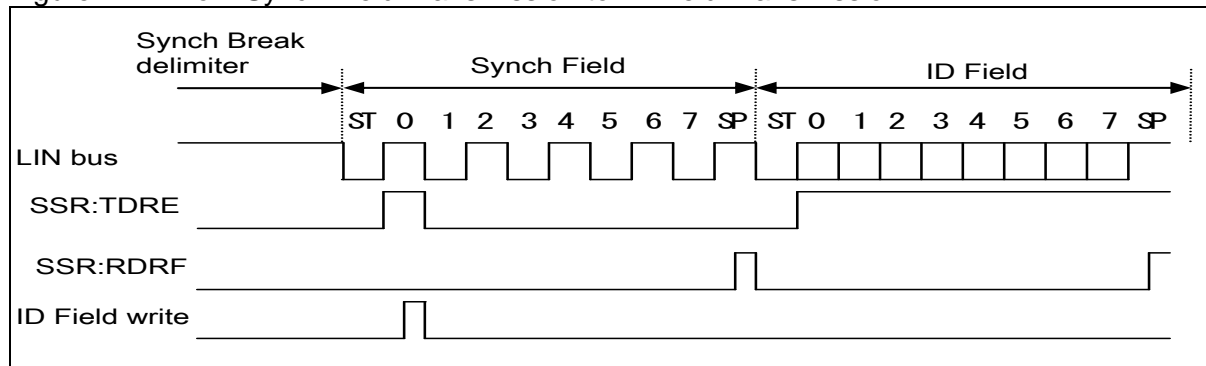 Synch Break
delimiter
Synch Field
ID Field
ST 0 1 2 3 4 5 6 7 SP ST 0 1 2 3 4 5 6 7 SP
LIN bus
SSR:TDRE
SSR:RDRF
ID Field write